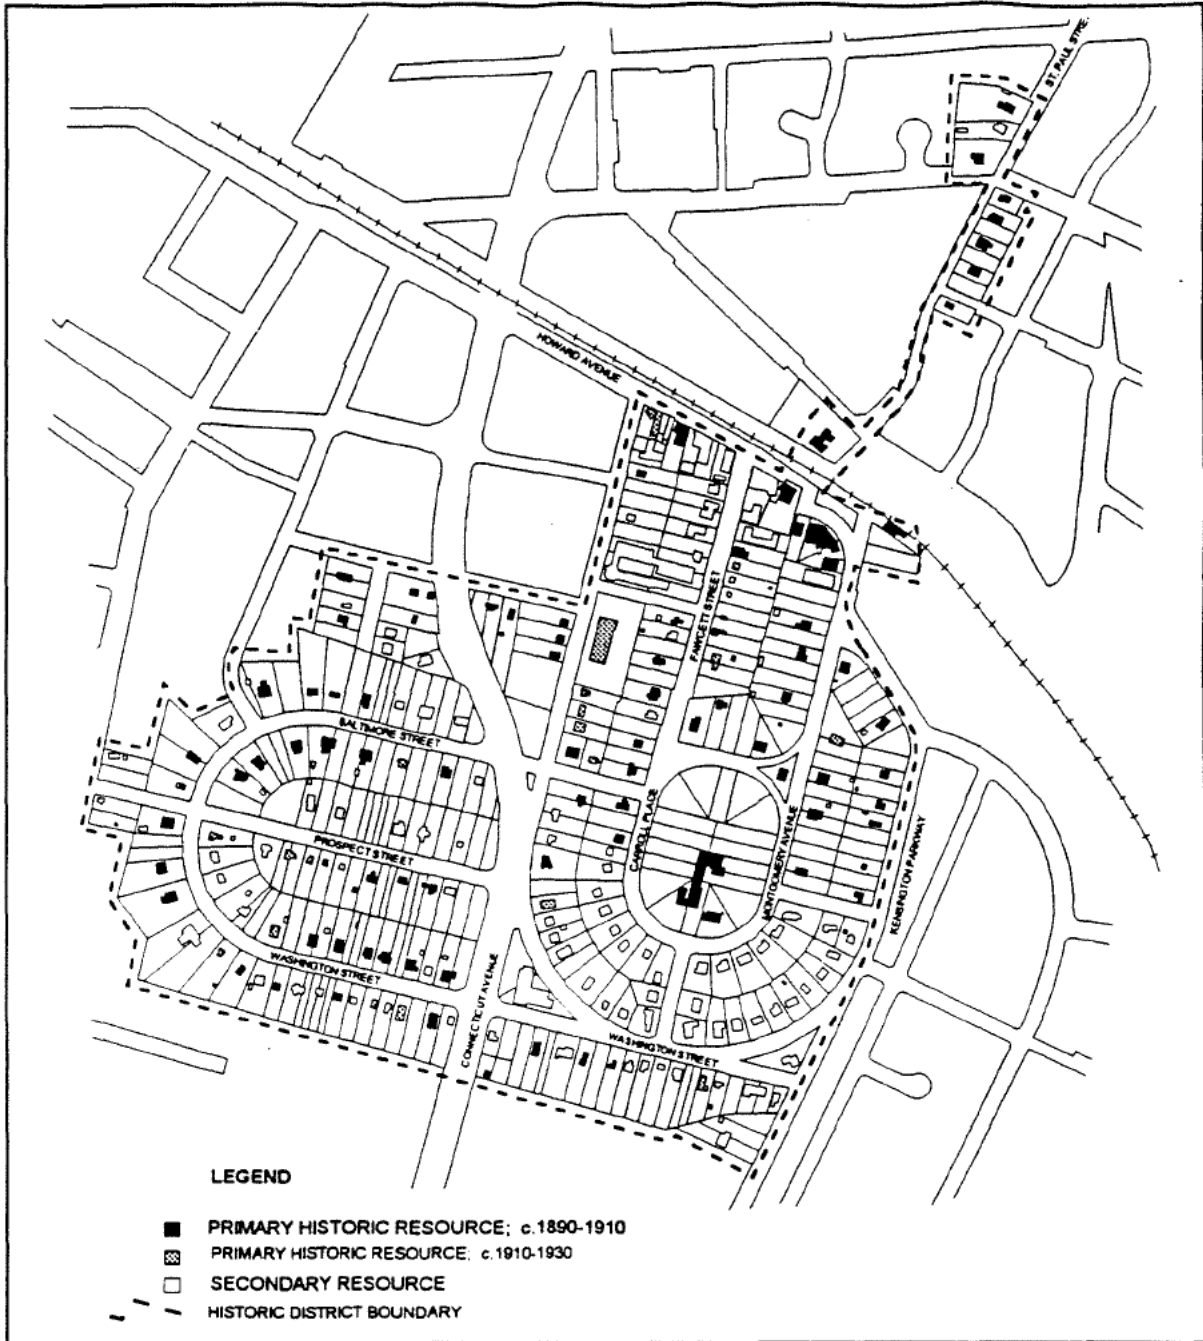 ST. PAUL STRE
HOWARD AVENUE
FAWCETT STREET
BALTIMORE STREET
CARROLL PLACE
MONTGOMERY AVENUE
PROSPECT STREET
KENSINGTON PARKWAY
WASHINGTON STREET
CONNECTICUT AVENUE
WASHINGTON STREET
LEGEND
PRIMARY HISTORIC RESOURCE; c.1890-1910
PRIMARY HISTORIC RESOURCE; c.1910-1930
SECONDARY RESOURCE
HISTORIC DISTRICT BOUNDARY